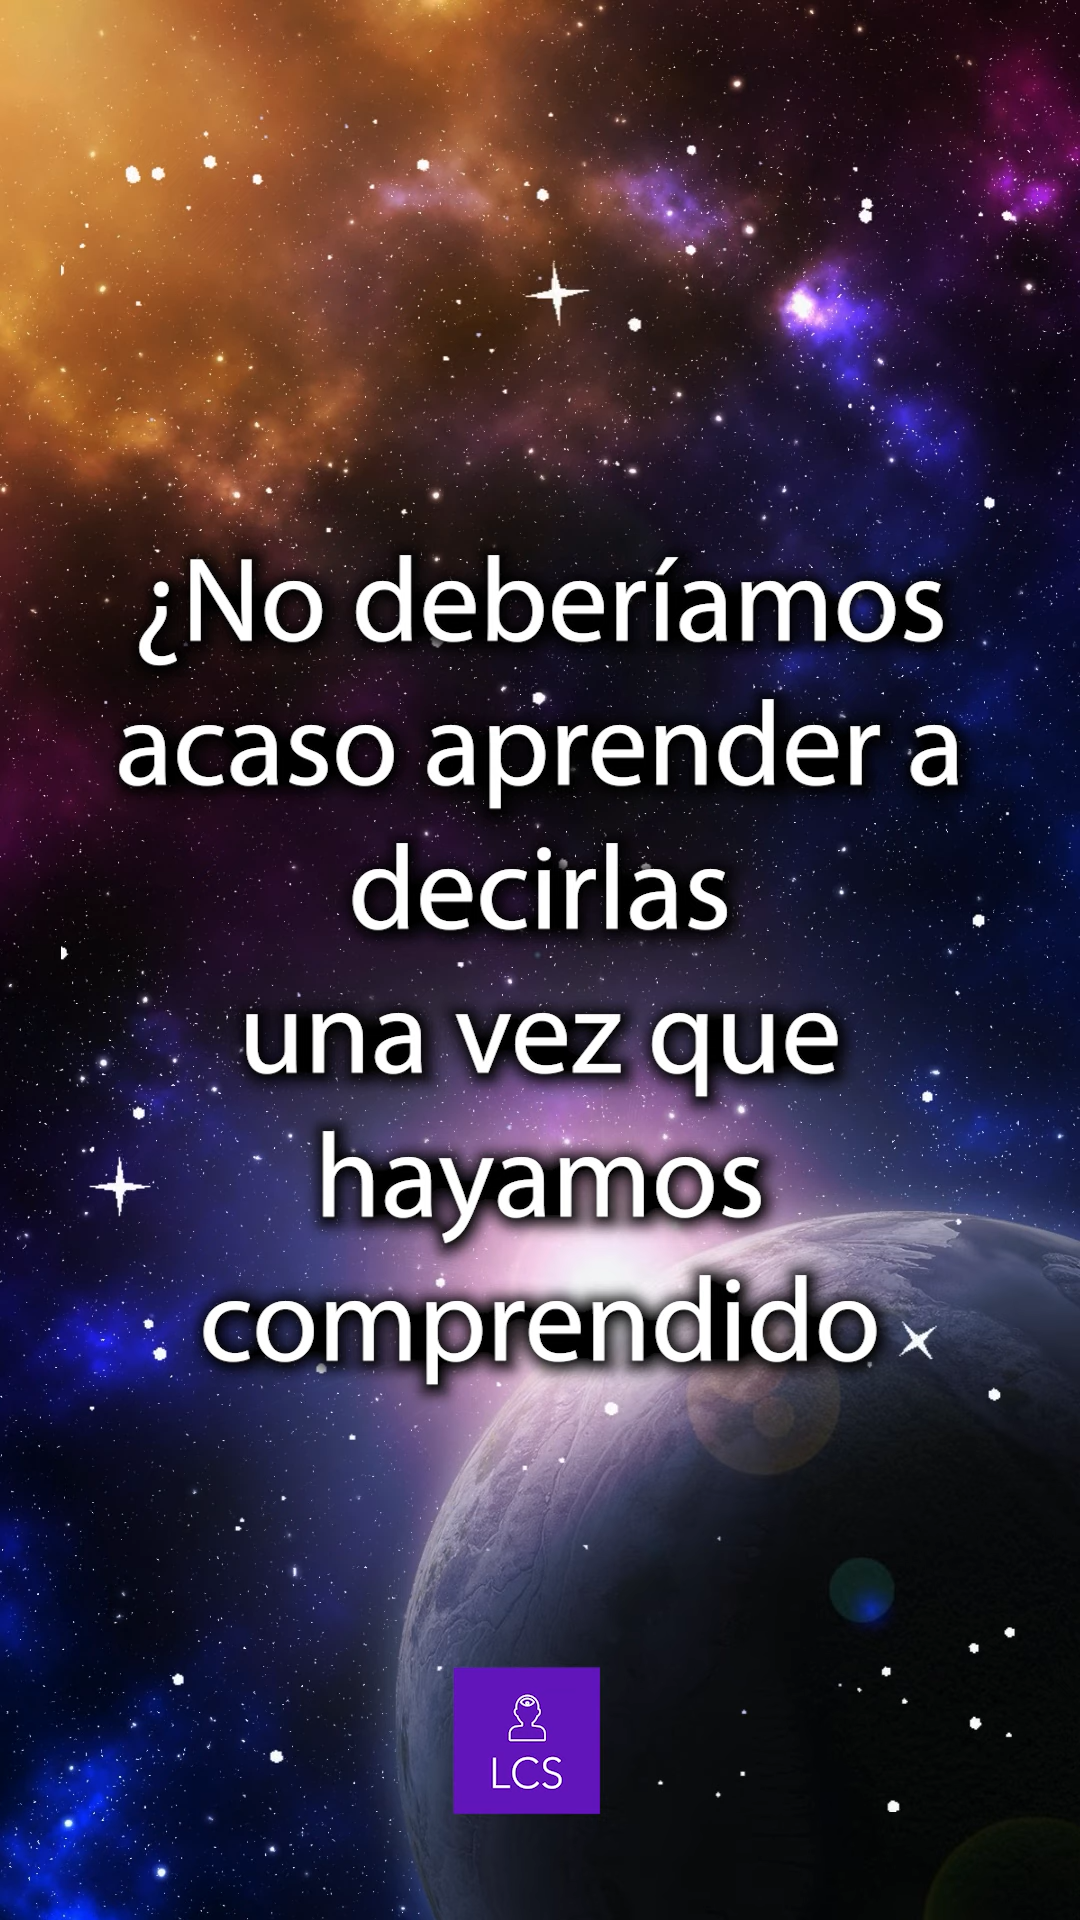 ¿No deberíamos
acaso aprender a
decirlas
una vez que
hayamos
comprendido
LCS